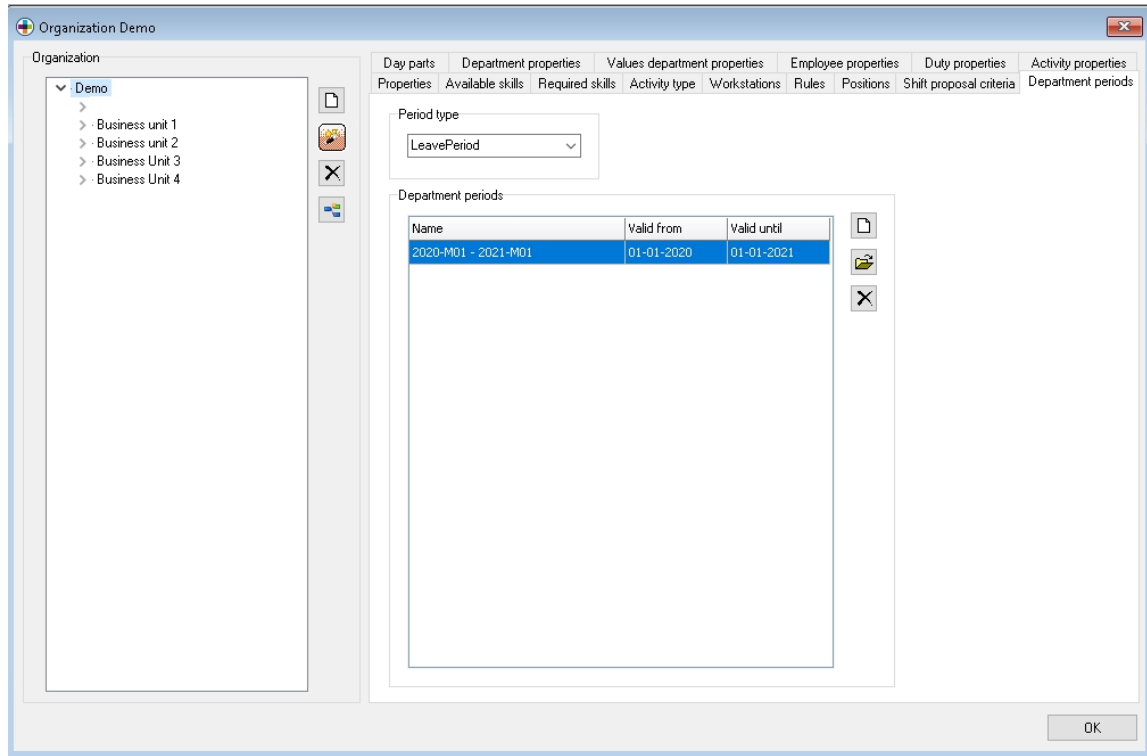 Organization Demo
Organization
Demo
Business unit 1
Business unit 2
Business Unit 3
Business Unit 4
Day parts Department properties Values department properties Employee properties Duty properties Activity properties
Properties Available skills Required skills Activity type Workstations Rules Positions Shift proposal criteria Department periods
Period type
LeavePeriod
Department periods
Name Valid from Valid until
2020-M01 - 2021-M01 01-01-2020 01-01-2021
OK